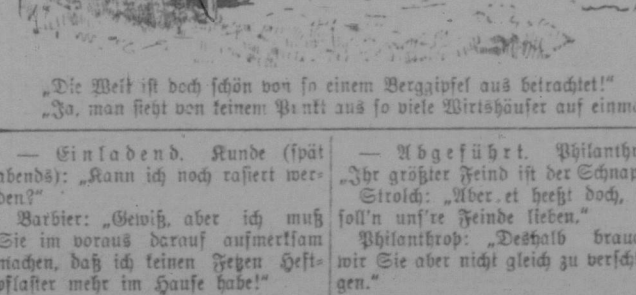 „Die Welt ist doch schön von so einem Berggipfel aus betrachtet!"
„Ja, man sieht von keinem Punkt aus so viele Wirtshäuser auf einm
— Einladend. Kunde (spät
abends): „Kann ich noch rasiert wer-
den?"
Barbier: „Gewiß, aber ich muß
Sie im voraus darauf aufmerksam
machen, daß ich keinen Fetzen Heft-
pflaster mehr im Hause habe!"
— Abgeführt. Philanthr
„Ihr größter Feind ist der Schnap
Strolch: „Aber, et heeßt doch,
soll'n uns're Feinde lieben."
Philanthrop: „Deshalb brauc
wir Sie aber nicht gleich zu versch
gen."